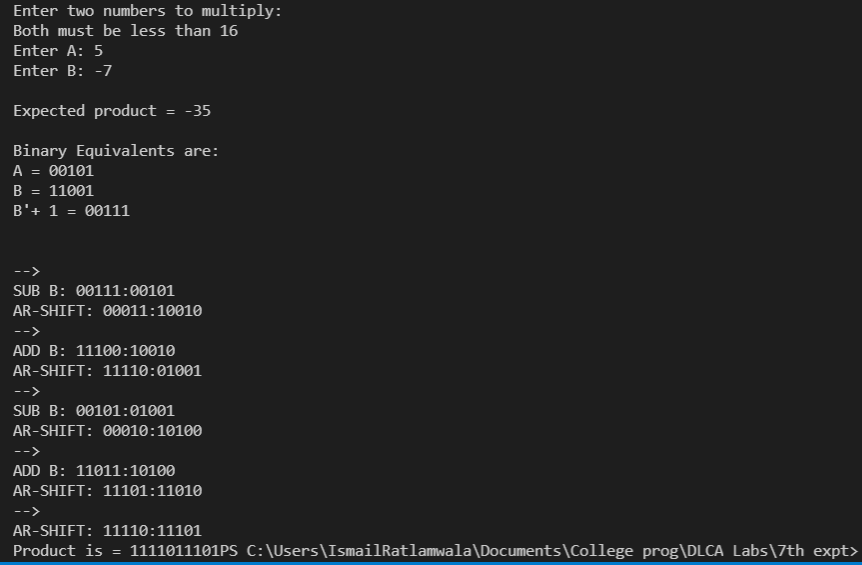 Enter two numbers to multiply:
Both must be less than 16
Enter A: 5
Enter B: -7
Expected product = -35
Binary Equivalents are:
A = 00101
B = 11001
B'+ 1 = 00111
-->
SUB B: 00111:00101
AR-SHIFT: 00011:10010
-->
ADD B: 11100:10010
AR-SHIFT: 11110:01001
-->
SUB B: 00101:01001
AR-SHIFT: 00010:10100
-->
ADD B: 11011:10100
AR-SHIFT: 11101:11010
-->
AR-SHIFT: 11110:11101
Product is = 1111011101PS C:\Users\IsmailRatlamwala\Documents\College prog\DLCA Labs\7th expt>